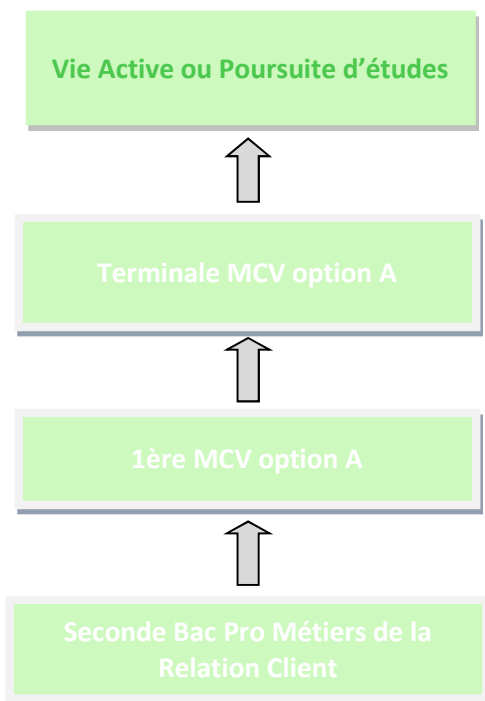 Vie Active ou Poursuite d’études
Terminale MCV option A
1ère MCV option A
Seconde Bac Pro Métiers de la
Relation Client